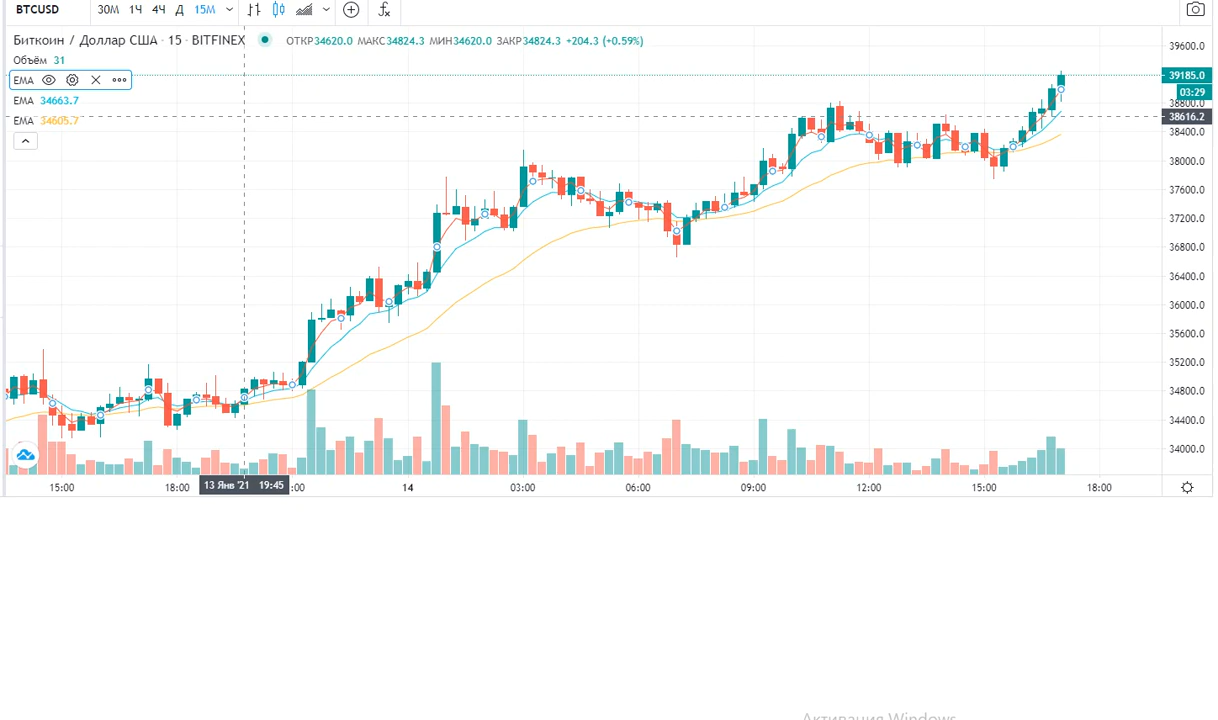 BTCUSD 30М 1Ч 4Ч Д 15М
Биткоин / Доллар США · 15 · BITFINEX ОТКР34620.0 МАКС34824.3 МИН34620.0 ЗАКР34824.3 +204.3 (+0.59%)
Объём 31
EMA
EMA 34663.7
EMA 34605.7
39600.0
39185.0
03:29
38800.0
38616.2
38400.0
38000.0
37600.0
37200.0
36800.0
36400.0
36000.0
35600.0
35200.0
34800.0
34400.0
34000.0
15:00 18:00 13 Янв '21 19:45 :00 14 03:00 06:00 09:00 12:00 15:00 18:00
Активация Windows